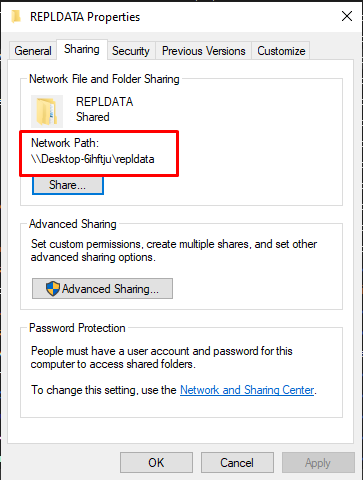 REPLDATA Properties
General
Sharing
Security
Previous Versions
Customize
Network File and Folder Sharing
REPLDATA
Shared
Network Path:
\\Desktop-6ihftju\repldata
Share...
Advanced Sharing
Set custom permissions, create multiple shares, and set other
advanced sharing options.
Advanced Sharing...
Password Protection
People must have a user account and password for this
computer to access shared folders.
To change this setting, use the Network and Sharing Center.
OK
Cancel
Apply